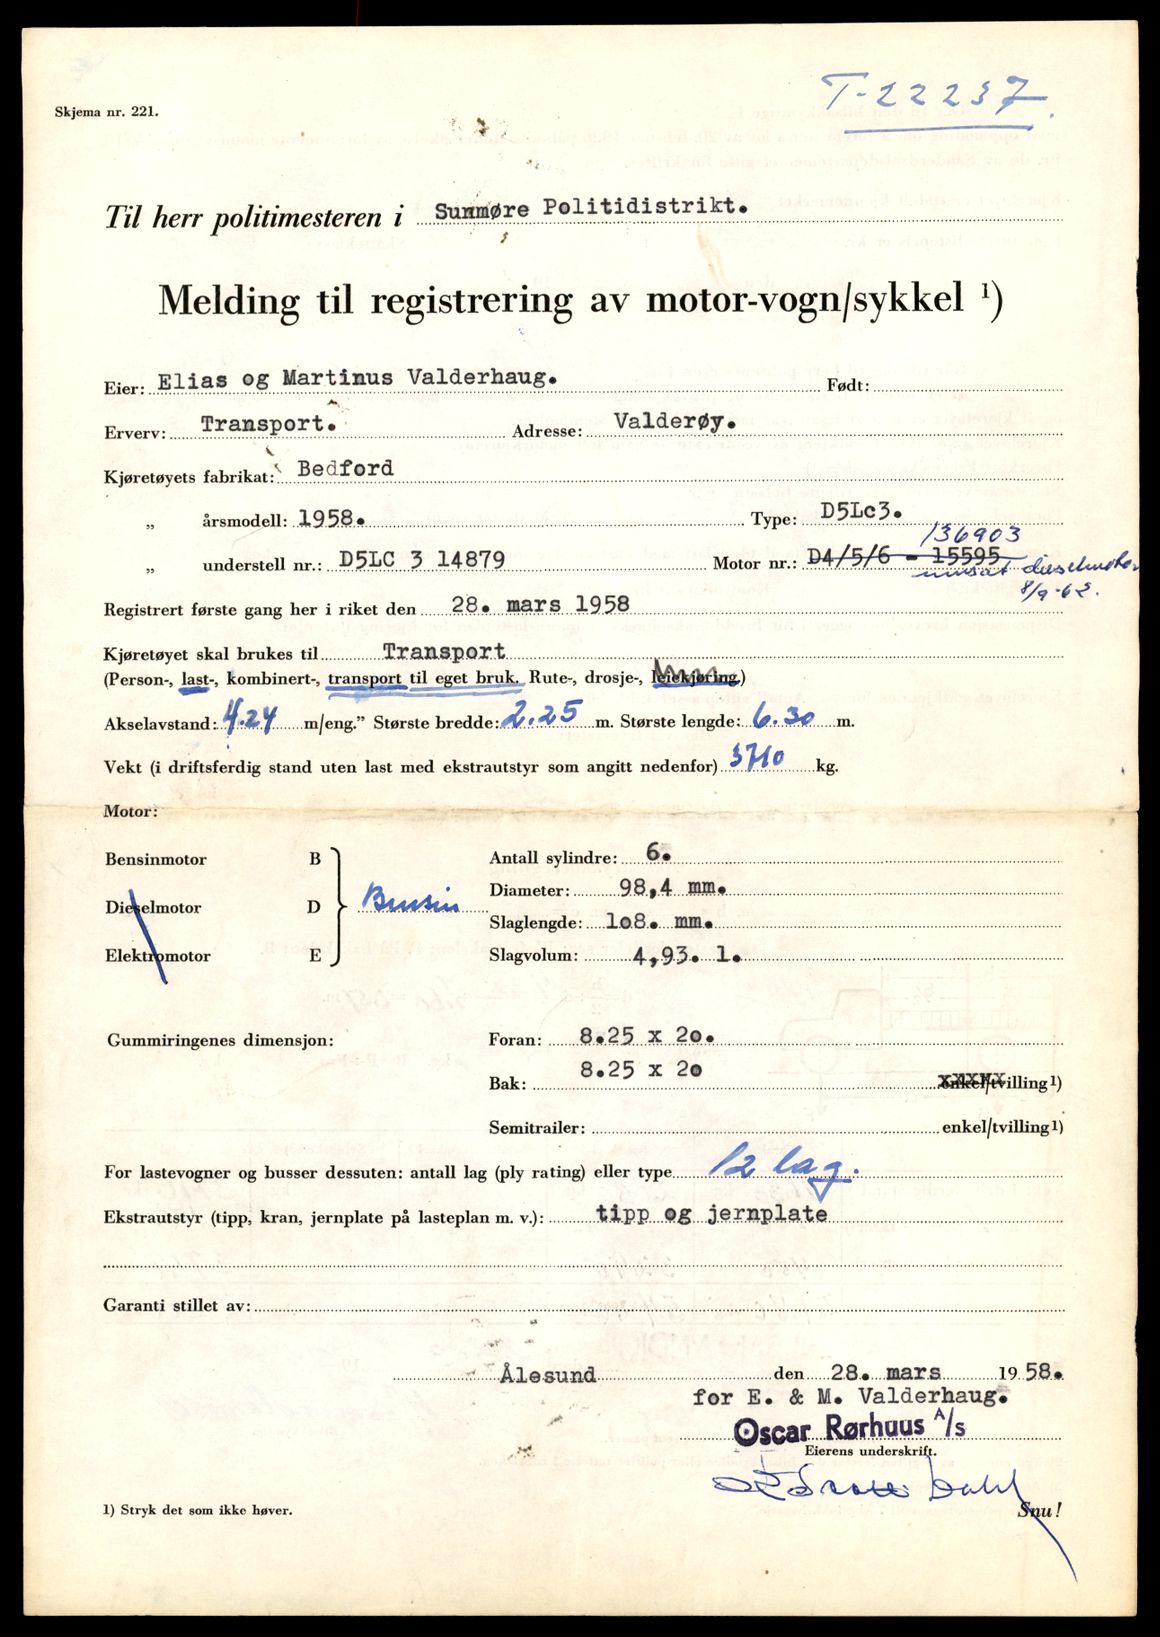 T-22237.
Skjema nr. 221.
Til herr politimesteren i Sunmøre Politidistrikt.
Melding til registrering av motor-vogn/sykkel 1)
Eier: Elias og Martinus Valderhaug. Født:
Erverv: Transport. Adresse: Valderøy.
Kjøretøyets fabrikat: Bedford
„ årsmodell: 1958. Type: D5Lc3.
136903
„ understell nr.: D5LC 3 14879 Motor nr.: D4/5/6 - 15595
innsat dieselmotor
8/9-62.
Registrert første gang her i riket den 28. mars 1958
Kjøretøyet skal brukes til Transport
(Person-, last-, kombinert-, transport til eget bruk. Rute-, drosje-, leiekjøring.)
Akselavstand: 4.24 m/eng.” Største bredde: 2.25 m. Største lengde: 6.30 m.
Vekt (i driftsferdig stand uten last med ekstrautstyr som angitt nedenfor) 3710 kg.
Motor:
Bensinmotor B Antall sylindre: 6.
Diameter: 98,4 mm.
Dieselmotor D Bensin
Slaglengde: 108. mm.
Elektromotor E Slagvolum: 4,93. l.
Gummiringenes dimensjon: Foran: 8.25 x 20.
Bak: 8.25 x 20 enkel/tvilling 1)
Semitrailer: enkel/tvilling 1)
For lastevogner og busser dessuten: antall lag (ply rating) eller type 12 lag.
Ekstrautstyr (tipp, kran, jernplate på lasteplan m. v.): tipp og jernplate
Garanti stillet av:
Ålesund den 28. mars 1958.
for E. & M. Valderhaug.
Oscar Rørhuus A/s
Eierens underskrift.
1) Stryk det som ikke høver.
Snu!